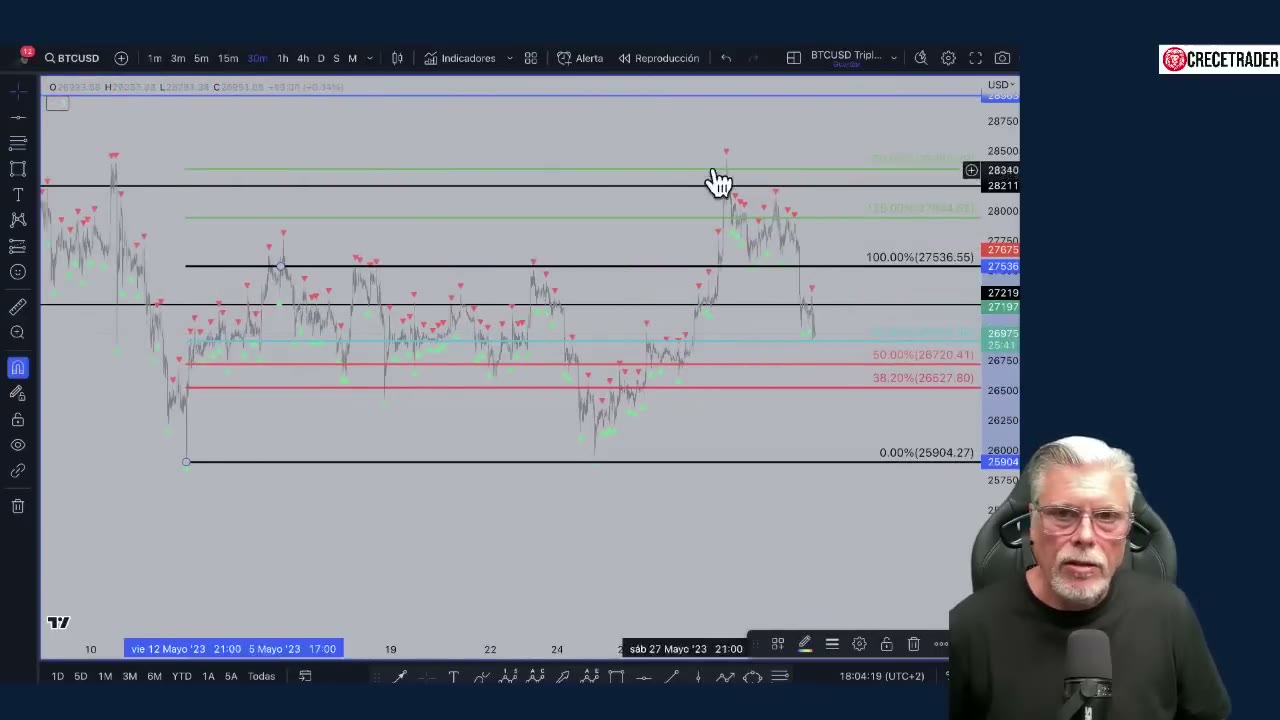 12
BTCUSD
1m 3m 5m 15m 30m 1h 4h D S M
Indicadores
Alerta
Reproducción
BTCUSD Tripl...
Guardar
CRECETRADER
USD
28750
28500
28340
28211
28000
27750
27675
100.00%(27536.55)
27536
27219
27197
26975
25:41
50.00%(26720.41)
26750
38.20%(26527.80)
26500
26250
0.00%(25904.27)
26000
25904
25750
10
vie 12 Mayo '23 21:00
5 Mayo '23 17:00
19
22
24
sáb 27 Mayo '23 21:00
1D 5D 1M 3M 6M YTD 1A 5A Todas
18:04:19 (UTC+2)